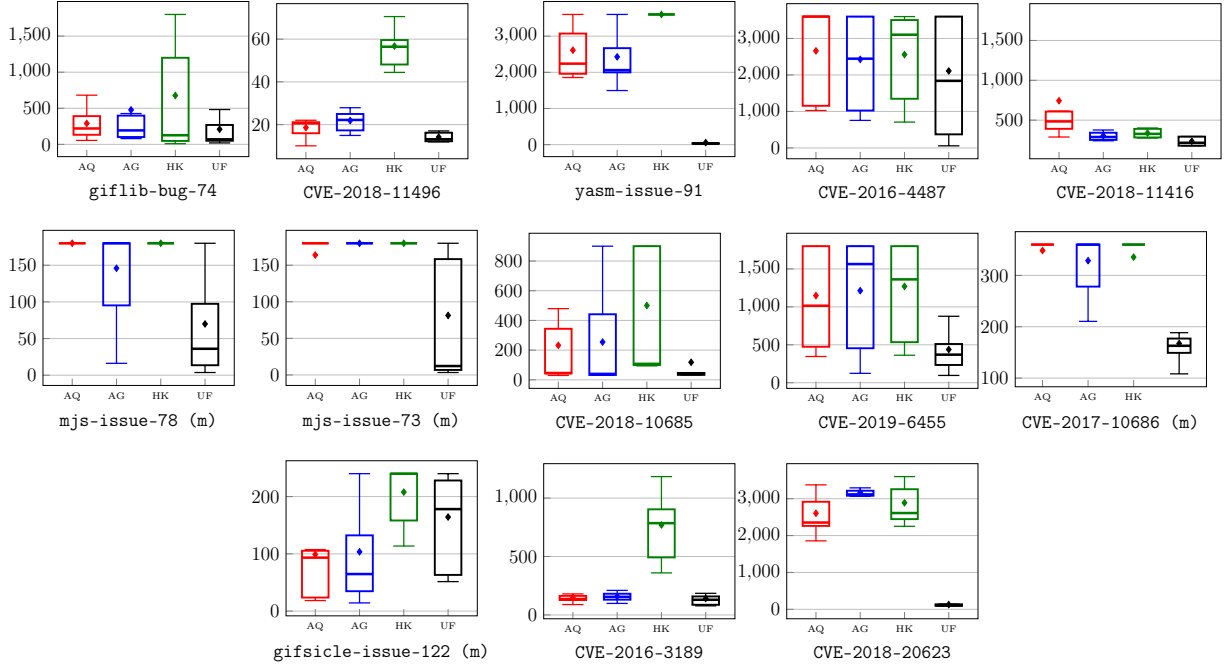 1,500
1,000
500
0
AQ AG HK UF
giflib-bug-74
60
40
20
AQ AG HK UF
CVE-2018-11496
3,000
2,000
1,000
0
AQ AG HK UF
yasm-issue-91
3,000
2,000
1,000
0
AQ AG HK UF
CVE-2016-4487
1,500
1,000
500
AQ AG HK UF
CVE-2018-11416
150
100
50
0
AQ AG HK UF
mjs-issue-78 (m)
150
100
50
0
AQ AG HK UF
mjs-issue-73 (m)
800
600
400
200
0
AQ AG HK UF
CVE-2018-10685
1,500
1,000
500
0
AQ AG HK UF
CVE-2019-6455
300
200
100
AQ AG HK UF
CVE-2017-10686 (m)
200
100
0
AQ AG HK UF
gifsicle-issue-122 (m)
1,000
500
0
AQ AG HK UF
CVE-2016-3189
3,000
2,000
1,000
0
AQ AG HK UF
CVE-2018-20623